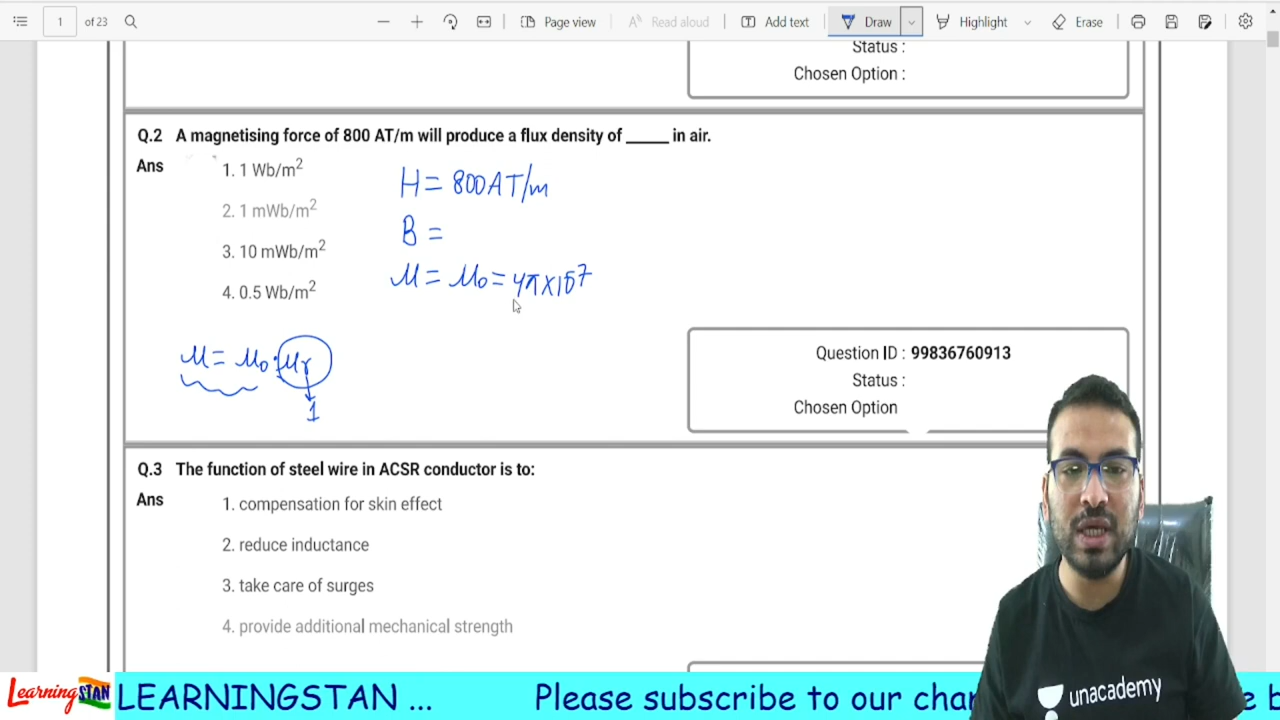 1 of 23 Page view Read aloud Add text Draw Highlight Erase
Status :
Chosen Option :
Q.2 A magnetising force of 800 AT/m will produce a flux density of _____ in air.
Ans
1. 1 Wb/m²
2. 1 mWb/m²
3. 10 mWb/m²
4. 0.5 Wb/m²
H = 800AT/m
B =
μ = μ₀ = 4π×10⁻⁷
μ = μ₀ · μr
1
Question ID : 99836760913
Status :
Chosen Option
Q.3 The function of steel wire in ACSR conductor is to:
Ans
1. compensation for skin effect
2. reduce inductance
3. take care of surges
4. provide additional mechanical strength
unacademy
Learning STAN
LEARNINGSTAN ... Please subscribe to our